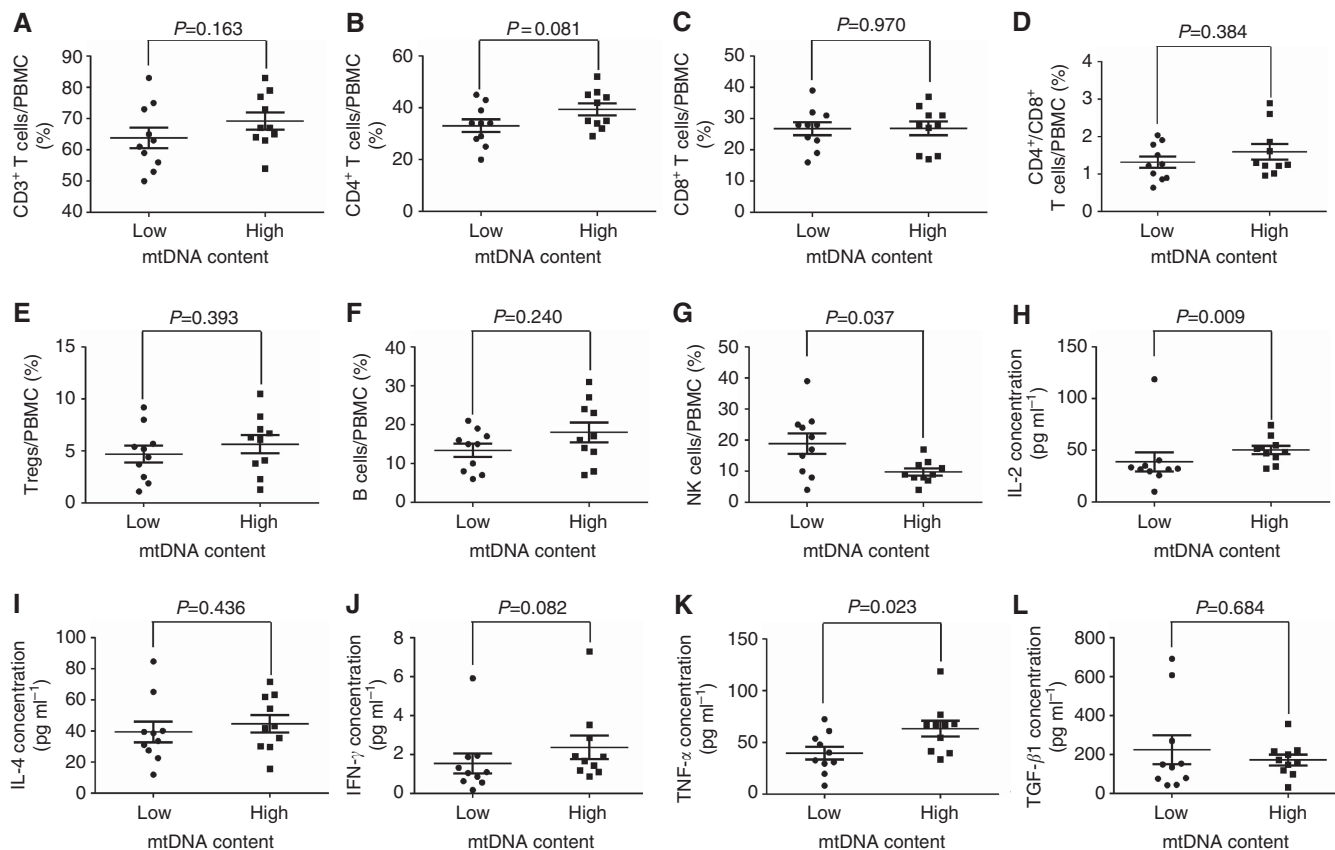 A
P=0.163
CD3+ T cells/PBMC
(%)
90
80
70
60
50
40
Low
High
mtDNA content
B
P=0.081
CD4+ T cells/PBMC
(%)
60
40
20
0
Low
High
mtDNA content
C
P=0.970
CD8+ T cells/PBMC
(%)
50
40
30
20
10
0
Low
High
mtDNA content
D
P=0.384
CD4+/CD8+
T cells/PBMC (%)
4
3
2
1
0
Low
High
mtDNA content
E
P=0.393
Tregs/PBMC (%)
15
10
5
0
Low
High
mtDNA content
F
P=0.240
B cells/PBMC (%)
40
30
20
10
0
Low
High
mtDNA content
G
P=0.037
NK cells/PBMC (%)
50
40
30
20
10
0
Low
High
mtDNA content
H
P=0.009
IL-2 concentration
(pg ml−1)
150
100
50
0
Low
High
mtDNA content
I
P=0.436
IL-4 concentration
(pg ml−1)
100
80
60
40
20
0
Low
High
mtDNA content
J
P=0.082
IFN-γ concentration
(pg ml−1)
8
6
4
2
0
Low
High
mtDNA content
K
P=0.023
TNF-α concentration
(pg ml−1)
150
100
50
0
Low
High
mtDNA content
L
P=0.684
TGF-β1 concentration
(pg ml−1)
800
600
400
200
0
Low
High
mtDNA content